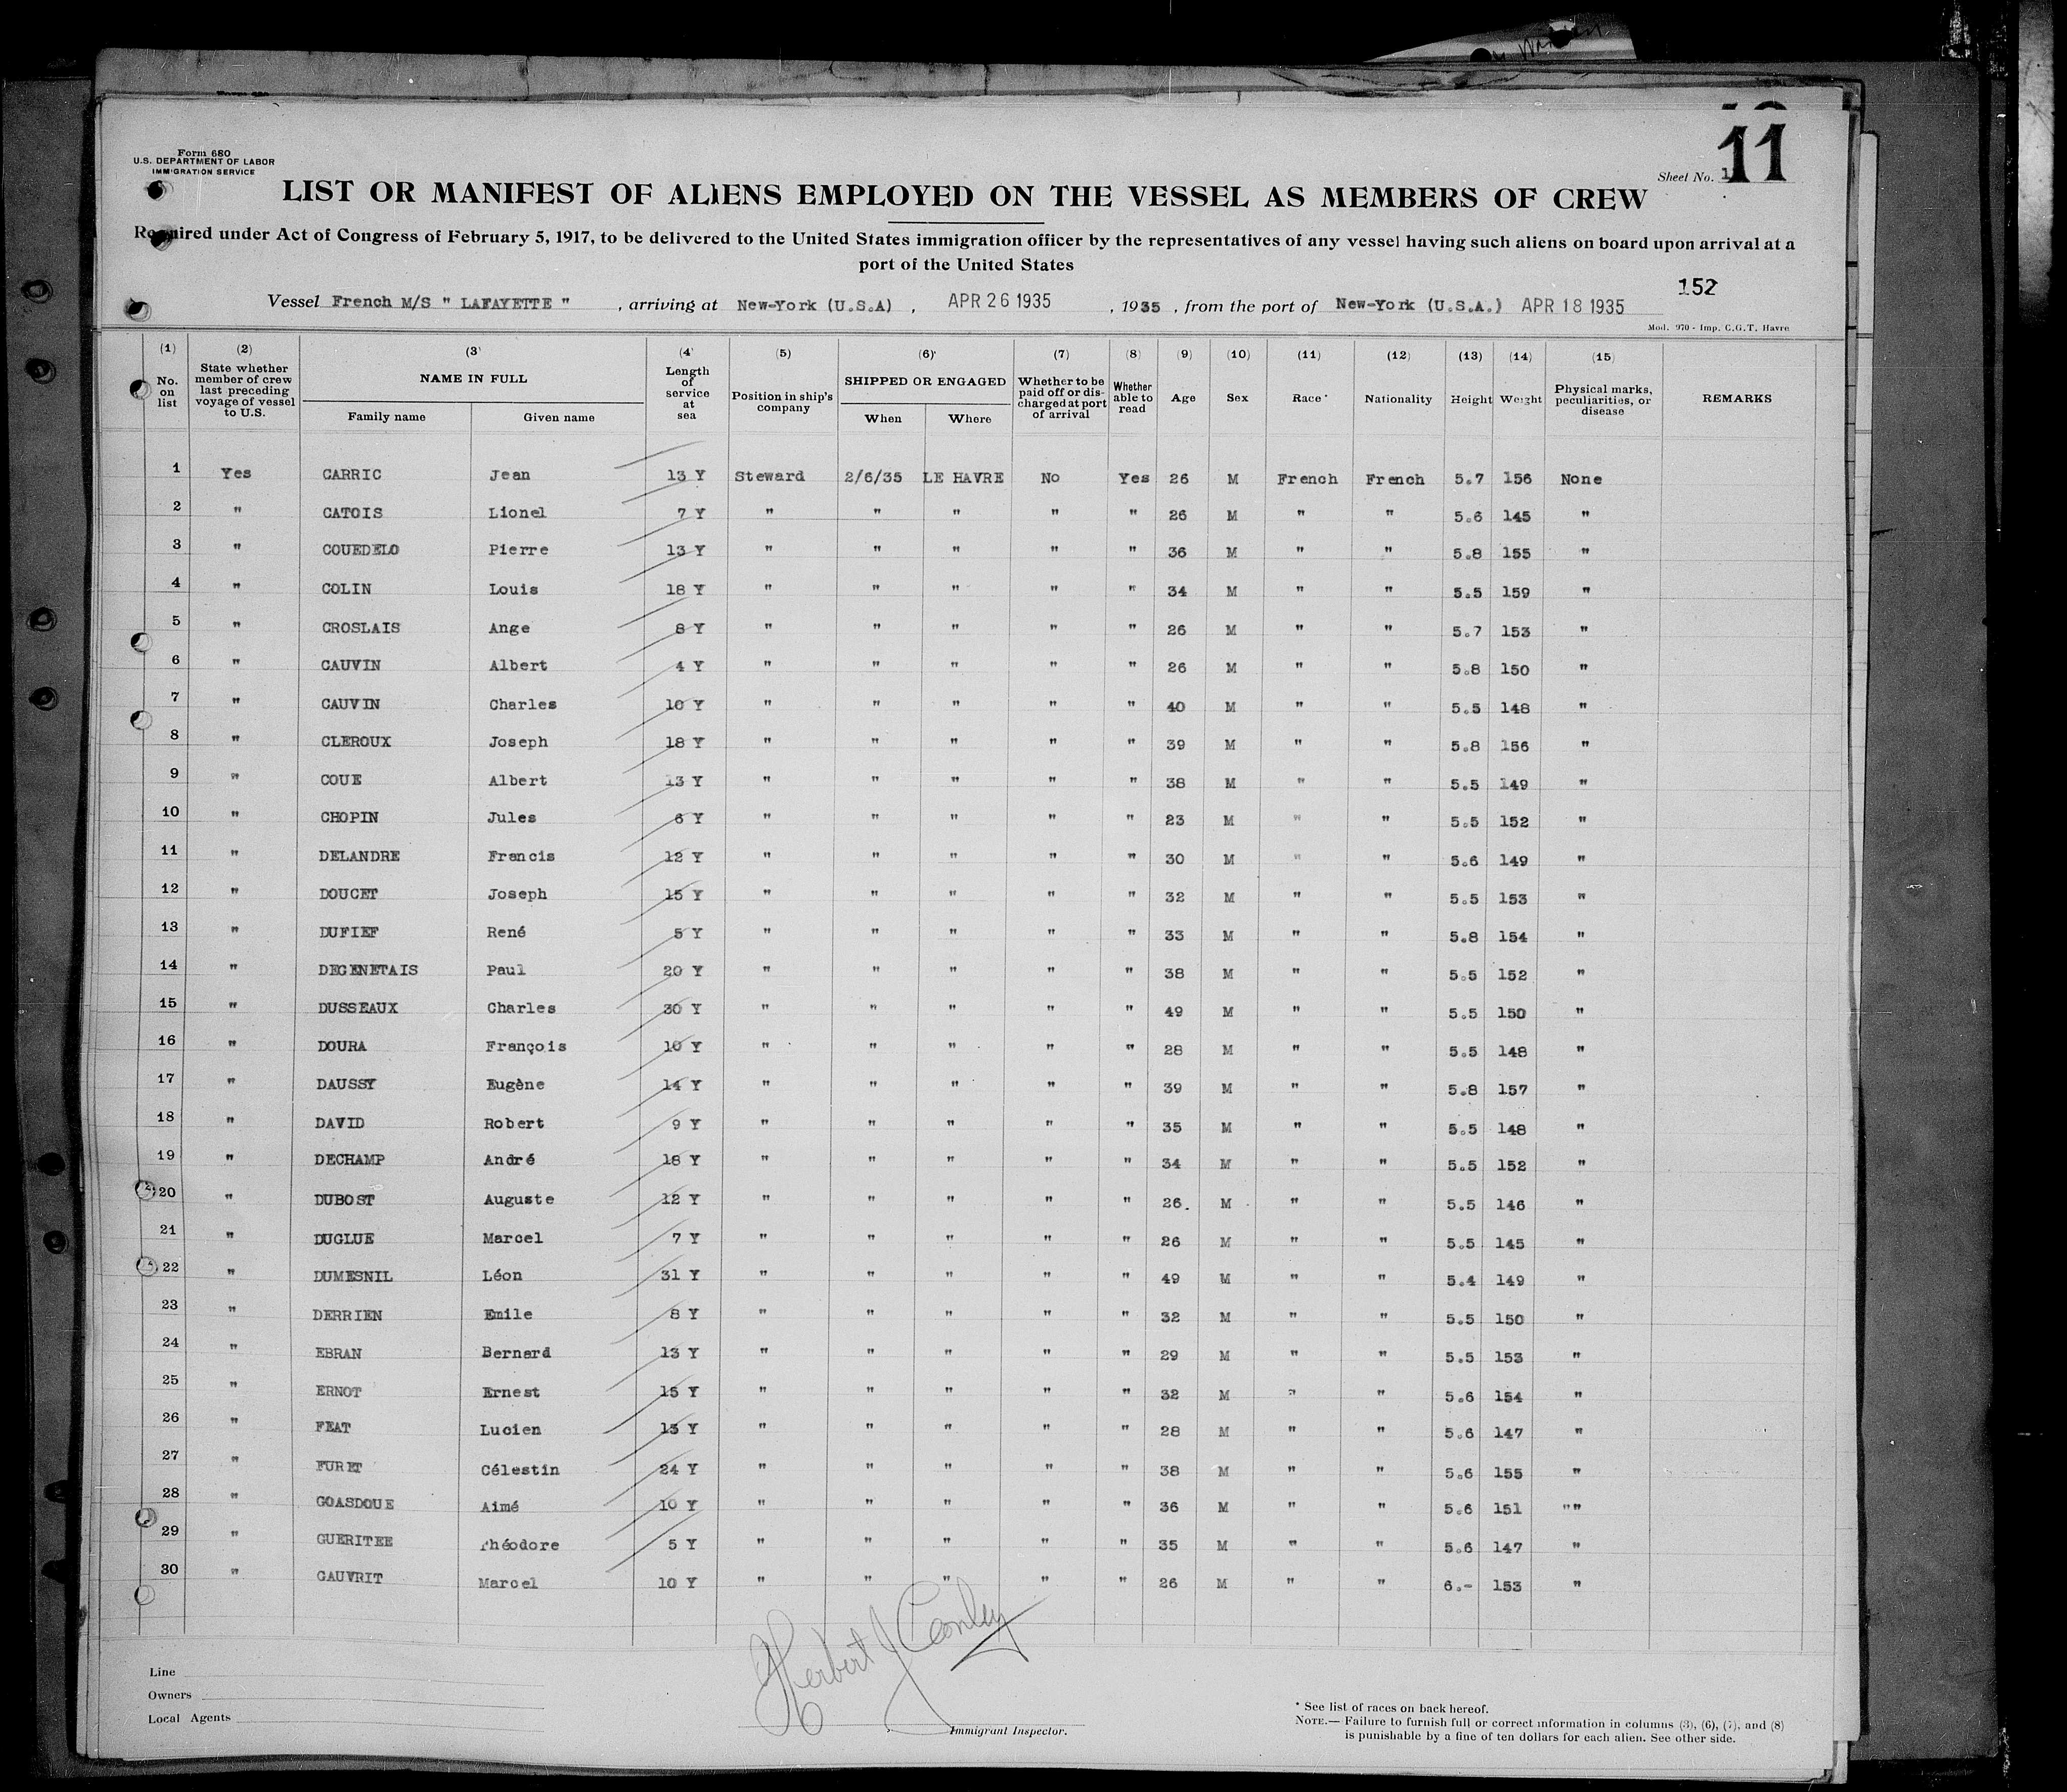 Form 680
U.S. DEPARTMENT OF LABOR
IMMIGRATION SERVICE
Sheet No. 11
LIST OR MANIFEST OF ALIENS EMPLOYED ON THE VESSEL AS MEMBERS OF CREW
Required under Act of Congress of February 5, 1917, to be delivered to the United States immigration officer by the representatives of any vessel having such aliens on board upon arrival at a
port of the United States
152
Vessel French M/S " LAFAYETTE " , arriving at New-York (U.S.A) , APR 26 1935 , 1935 , from the port of New-York (U.S.A.) APR 18 1935
Mod. 970 - Imp. C.G.T. Havre
(1) No. on list (2) State whether member of crew last preceding voyage of vessel to U.S. (3) NAME IN FULL Family name Given name (4) Length of service at sea (5) Position in ship's company (6) SHIPPED OR ENGAGED When Where (7) Whether to be paid off or discharged at port of arrival (8) Whether able to read (9) Age (10) Sex (11) Race * (12) Nationality (13) Height (14) Weight (15) Physical marks, peculiarities, or disease REMARKS
1 Yes CARRIC Jean 13 Y Steward 2/6/35 LE HAVRE No Yes 26 M French French 5.7 156 None
2 " CATOIS Lionel 7 Y " " " " " 26 M " " 5.6 145 "
3 " COUEDELO Pierre 13 Y " " " " " 36 M " " 5.8 155 "
4 " COLIN Louis 18 Y " " " " " 34 M " " 5.5 159 "
5 " CROSLAIS Ange 8 Y " " " " " 26 M " " 5.7 153 "
6 " CAUVIN Albert 4 Y " " " " " 26 M " " 5.8 150 "
7 " CAUVIN Charles 10 Y " " " " " 40 M " " 5.5 148 "
8 " CLEROUX Joseph 18 Y " " " " " 39 M " " 5.8 156 "
9 " COUE Albert 13 Y " " " " " 38 M " " 5.5 149 "
10 " CHOPIN Jules 6 Y " " " " " 23 M " " 5.5 152 "
11 " DELANDRE Francis 12 Y " " " " " 30 M " " 5.6 149 "
12 " DOUCET Joseph 15 Y " " " " " 32 M " " 5.5 153 "
13 " DUFIEF René 5 Y " " " " " 33 M " " 5.8 154 "
14 " DEGENETAIS Paul 20 Y " " " " " 38 M " " 5.5 152 "
15 " DUSSEAUX Charles 30 Y " " " " " 49 M " " 5.5 150 "
16 " DOURA François 10 Y " " " " " 28 M " " 5.5 148 "
17 " DAUSSY Eugène 14 Y " " " " " 39 M " " 5.8 157 "
18 " DAVID Robert 9 Y " " " " " 35 M " " 5.5 148 "
19 " DECHAMP André 18 Y " " " " " 34 M " " 5.5 152 "
20 " DUBOST Auguste 12 Y " " " " " 26. M " " 5.5 146 "
21 " DUGLUE Marcel 7 Y " " " " " 26 M " " 5.5 145 "
22 " DUMESNIL Léon 31 Y " " " " " 49 M " " 5.4 149 "
23 " DERRIEN Emile 8 Y " " " " " 32 M " " 5.5 150 "
24 " EBRAN Bernard 13 Y " " " " " 29 M " " 5.5 153 "
25 " ERNOT Ernest 15 Y " " " " " 32 M " " 5.6 154 "
26 " FEAT Lucien 13 Y " " " " " 28 M " " 5.6 147 "
27 " FURET Célestin 24 Y " " " " " 38 M " " 5.6 155 "
28 " GOASDOUE Aimé 10 Y " " " " " 36 M " " 5.6 151 ""
29 " GUERITEE Théodore 5 Y " " " " " 35 M " " 5.6 147 "
30 " GAUVRIT Marcel 10 Y " " " " " 26 M " " 6.- 153 "
Herbert J Conley
Line
Owners
Local Agents
Immigrant Inspector.
* See list of races on back hereof.
NOTE.— Failure to furnish full or correct information in columns (3), (6), (7), and (8)
is punishable by a fine of ten dollars for each alien. See other side.